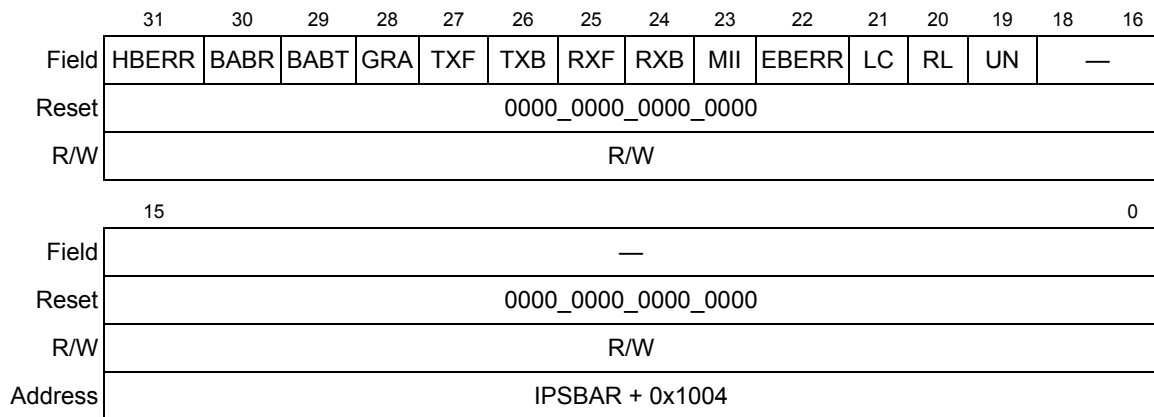 31 30 29 28 27 26 25 24 23 22 21 20 19 18 16
Field HBERR BABR BABT GRA TXF TXB RXF RXB MII EBERR LC RL UN —
Reset 0000_0000_0000_0000
R/W R/W
15 0
Field —
Reset 0000_0000_0000_0000
R/W R/W
Address IPSBAR + 0x1004